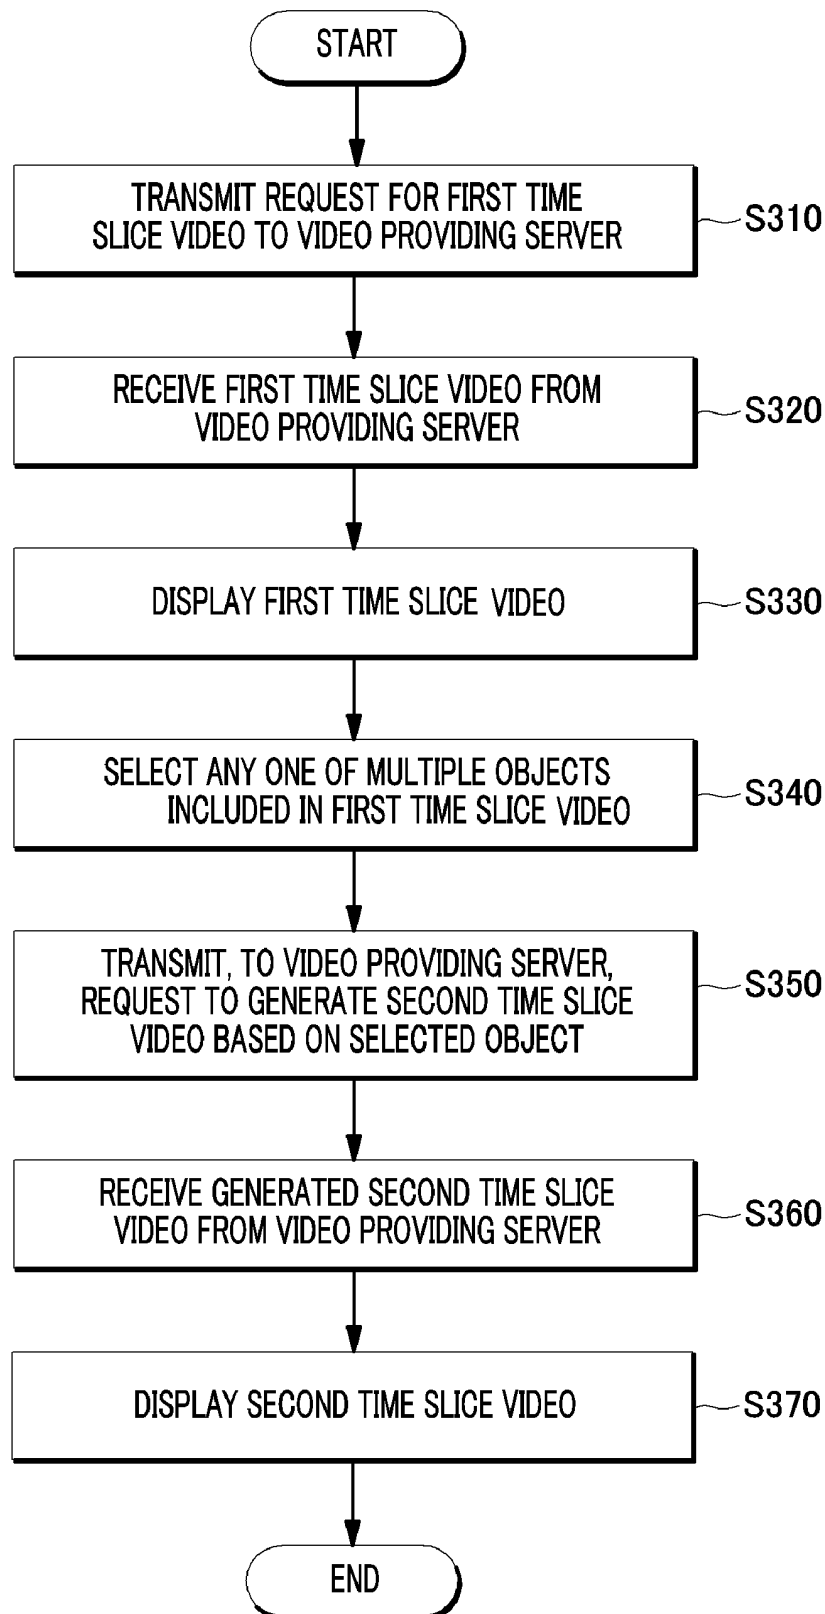 START
TRANSMIT REQUEST FOR FIRST TIME
SLICE VIDEO TO VIDEO PROVIDING SERVER
S310
RECEIVE FIRST TIME SLICE VIDEO FROM
VIDEO PROVIDING SERVER
S320
DISPLAY FIRST TIME SLICE VIDEO
S330
SELECT ANY ONE OF MULTIPLE OBJECTS
INCLUDED IN FIRST TIME SLICE VIDEO
S340
TRANSMIT, TO VIDEO PROVIDING SERVER,
REQUEST TO GENERATE SECOND TIME SLICE
VIDEO BASED ON SELECTED OBJECT
S350
RECEIVE GENERATED SECOND TIME SLICE
VIDEO FROM VIDEO PROVIDING SERVER
S360
DISPLAY SECOND TIME SLICE VIDEO
S370
END